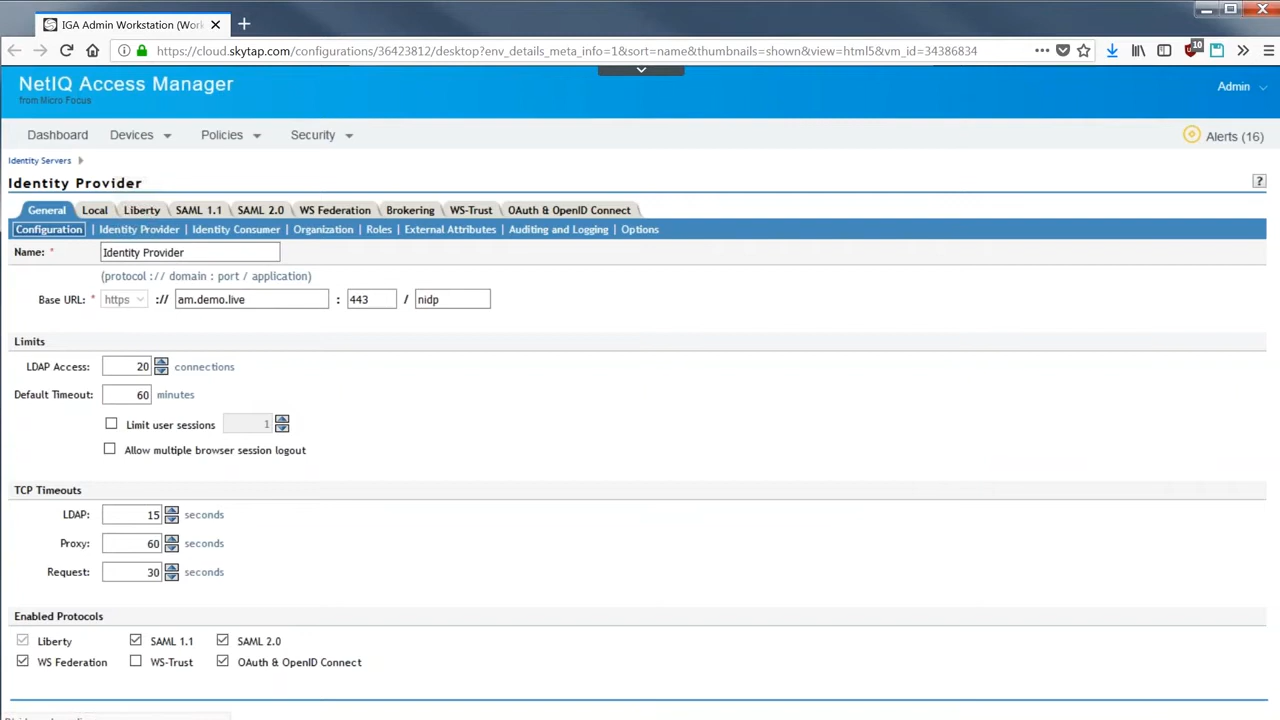 IGA Admin Workstation (Work
https://cloud.skytap.com/configurations/36423812/desktop?env_details_meta_info=1&sort=name&thumbnails=shown&view=html5&vm_id=34386834
10
NetIQ Access Manager
from Micro Focus
Admin
Dashboard Devices Policies Security Alerts (16)
Identity Servers
Identity Provider
?
General Local Liberty SAML 1.1 SAML 2.0 WS Federation Brokering WS-Trust OAuth & OpenID Connect
Configuration | Identity Provider | Identity Consumer | Organization | Roles | External Attributes | Auditing and Logging | Options
Name: * Identity Provider
(protocol :// domain : port / application)
Base URL: * https :// am.demo.live : 443 / nidp
Limits
LDAP Access: 20 connections
Default Timeout: 60 minutes
Limit user sessions 1
Allow multiple browser session logout
TCP Timeouts
LDAP: 15 seconds
Proxy: 60 seconds
Request: 30 seconds
Enabled Protocols
Liberty SAML 1.1 SAML 2.0
WS Federation WS-Trust OAuth & OpenID Connect